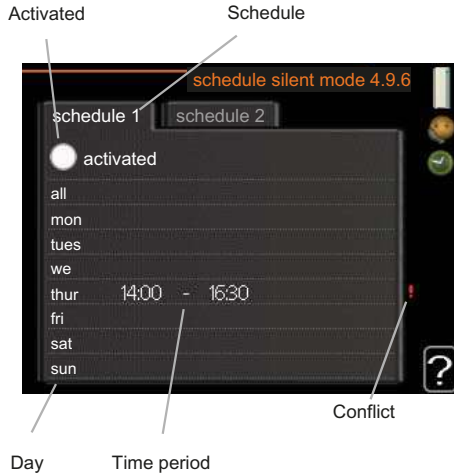 Activated Schedule
schedule silent mode 4.9.6
schedule 1 schedule 2
activated
all
mon
tues
we
thur 14:00 - 16:30 !
fri
sat
sun
?
Conflict
Day Time period